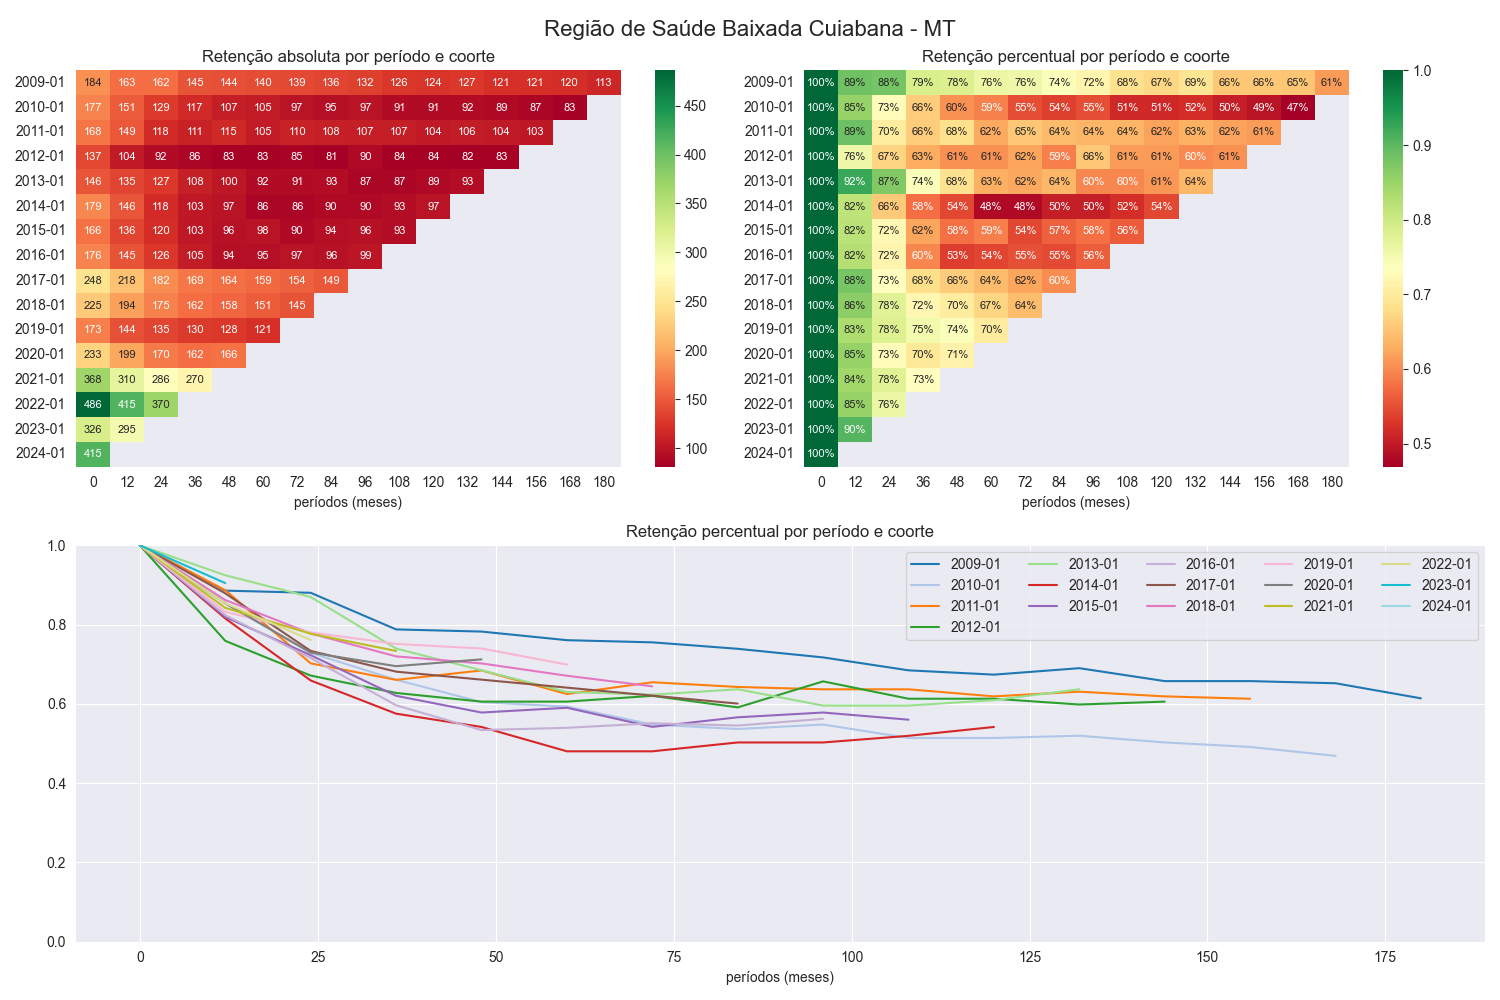 Região de Saúde Baixada Cuiabana - MT
Retenção absoluta por período e coorte
2009-01 184 163 162 145 144 140 139 136 132 126 124 127 121 121 120 113
2010-01 177 151 129 117 107 105 97 95 97 91 91 92 89 87 83
2011-01 168 149 118 111 115 105 110 108 107 107 104 106 104 103
2012-01 137 104 92 86 83 83 85 81 90 84 84 82 83
2013-01 146 135 127 108 100 92 91 93 87 87 89 93
2014-01 179 146 118 103 97 86 86 90 90 93 97
2015-01 166 136 120 103 96 98 90 94 96 93
2016-01 176 145 126 105 94 95 97 96 99
2017-01 248 218 182 169 164 159 154 149
2018-01 225 194 175 162 158 151 145
2019-01 173 144 135 130 128 121
2020-01 233 199 170 162 166
2021-01 368 310 286 270
2022-01 486 415 370
2023-01 326 295
2024-01 415
0 12 24 36 48 60 72 84 96 108 120 132 144 156 168 180
períodos (meses)
450
400
350
300
250
200
150
100
Retenção percentual por período e coorte
2009-01 100% 89% 88% 79% 78% 76% 76% 74% 72% 68% 67% 69% 66% 66% 65% 61%
2010-01 100% 85% 73% 66% 60% 59% 55% 54% 55% 51% 51% 52% 50% 49% 47%
2011-01 100% 89% 70% 66% 68% 62% 65% 64% 64% 64% 62% 63% 62% 61%
2012-01 100% 76% 67% 63% 61% 61% 62% 59% 66% 61% 61% 60% 61%
2013-01 100% 92% 87% 74% 68% 63% 62% 64% 60% 60% 61% 64%
2014-01 100% 82% 66% 58% 54% 48% 48% 50% 50% 52% 54%
2015-01 100% 82% 72% 62% 58% 59% 54% 57% 58% 56%
2016-01 100% 82% 72% 60% 53% 54% 55% 55% 56%
2017-01 100% 88% 73% 68% 66% 64% 62% 60%
2018-01 100% 86% 78% 72% 70% 67% 64%
2019-01 100% 83% 78% 75% 74% 70%
2020-01 100% 85% 73% 70% 71%
2021-01 100% 84% 78% 73%
2022-01 100% 85% 76%
2023-01 100% 90%
2024-01 100%
0 12 24 36 48 60 72 84 96 108 120 132 144 156 168 180
períodos (meses)
1.0
0.9
0.8
0.7
0.6
0.5
Retenção percentual por período e coorte
1.0
0.8
0.6
0.4
0.2
0.0
2009-01 2013-01 2016-01 2019-01 2022-01
2010-01 2014-01 2017-01 2020-01 2023-01
2011-01 2015-01 2018-01 2021-01 2024-01
2012-01
0 25 50 75 100 125 150 175
períodos (meses)